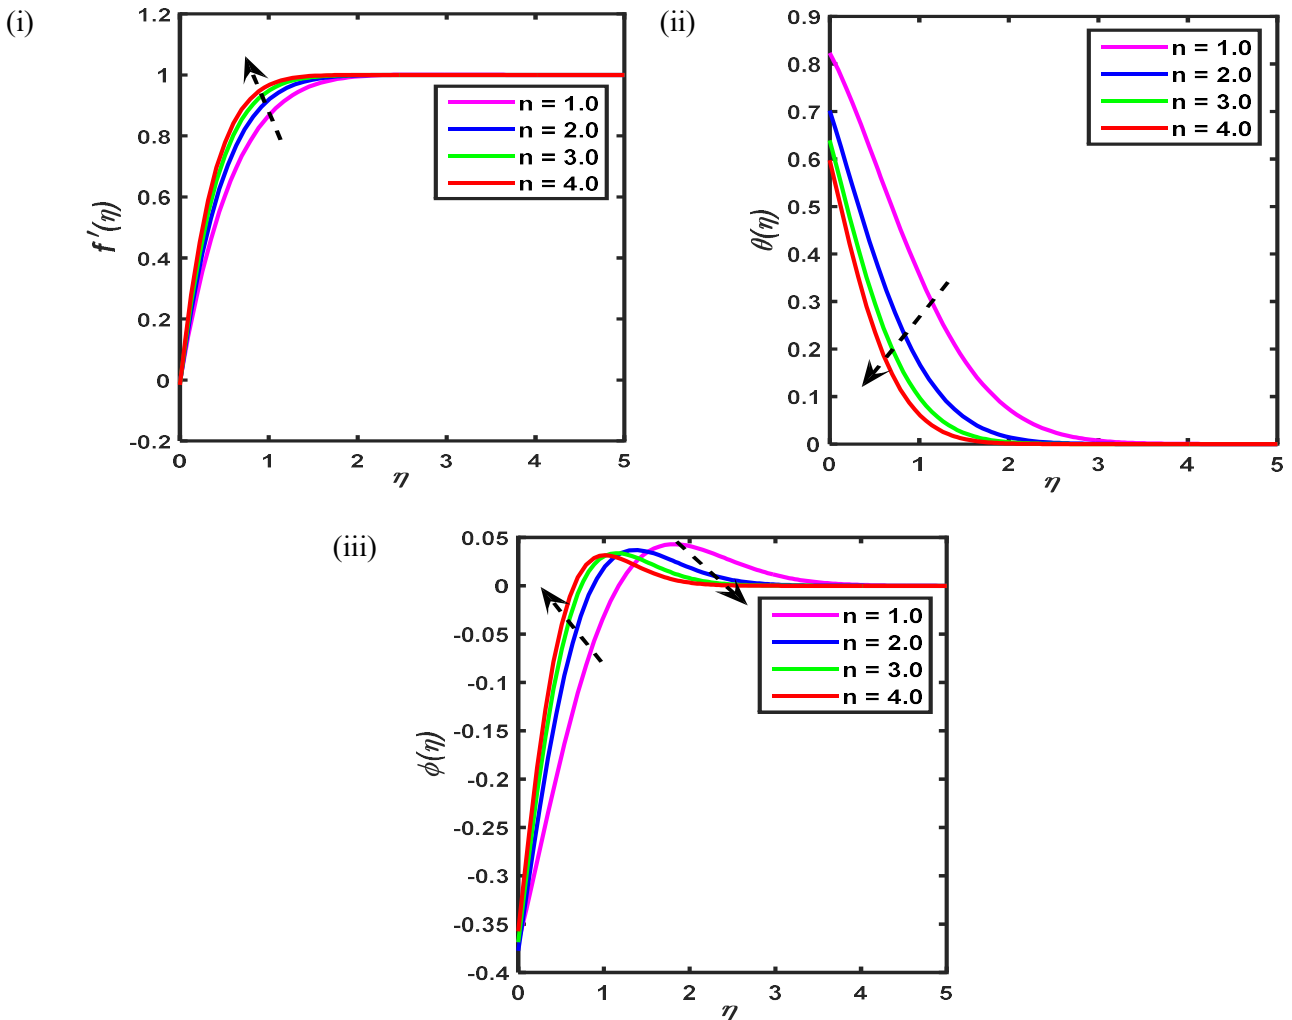 (i)
1.2
1
0.8
0.6
0.4
0.2
0
-0.2
f ′(η)
0
1
2
3
4
5
η
n = 1.0
n = 2.0
n = 3.0
n = 4.0
(ii)
0.9
0.8
0.7
0.6
0.5
0.4
0.3
0.2
0.1
0
θ(η)
0
1
2
3
4
5
η
n = 1.0
n = 2.0
n = 3.0
n = 4.0
(iii)
0.05
0
-0.05
-0.1
-0.15
-0.2
-0.25
-0.3
-0.35
-0.4
ϕ(η)
0
1
2
3
4
5
η
n = 1.0
n = 2.0
n = 3.0
n = 4.0